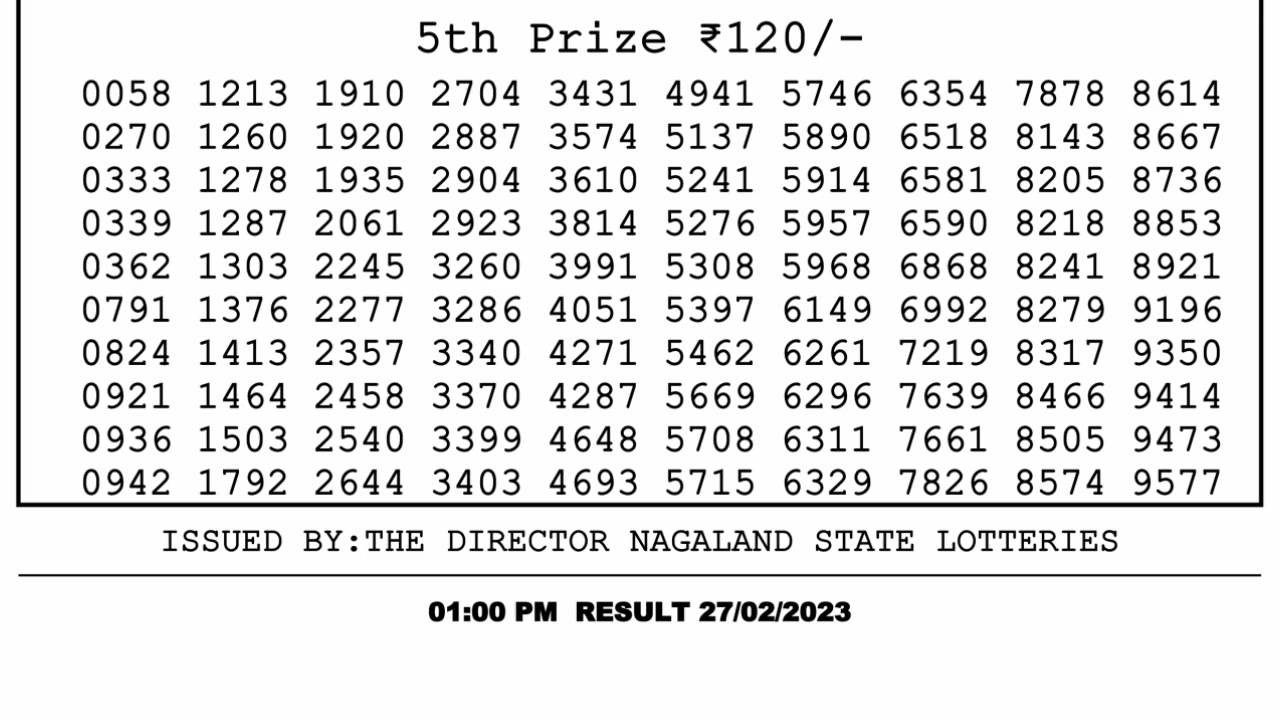 5th Prize ₹120/-
0058 1213 1910 2704 3431 4941 5746 6354 7878 8614
0270 1260 1920 2887 3574 5137 5890 6518 8143 8667
0333 1278 1935 2904 3610 5241 5914 6581 8205 8736
0339 1287 2061 2923 3814 5276 5957 6590 8218 8853
0362 1303 2245 3260 3991 5308 5968 6868 8241 8921
0791 1376 2277 3286 4051 5397 6149 6992 8279 9196
0824 1413 2357 3340 4271 5462 6261 7219 8317 9350
0921 1464 2458 3370 4287 5669 6296 7639 8466 9414
0936 1503 2540 3399 4648 5708 6311 7661 8505 9473
0942 1792 2644 3403 4693 5715 6329 7826 8574 9577
ISSUED BY:THE DIRECTOR NAGALAND STATE LOTTERIES
01:00 PM RESULT 27/02/2023